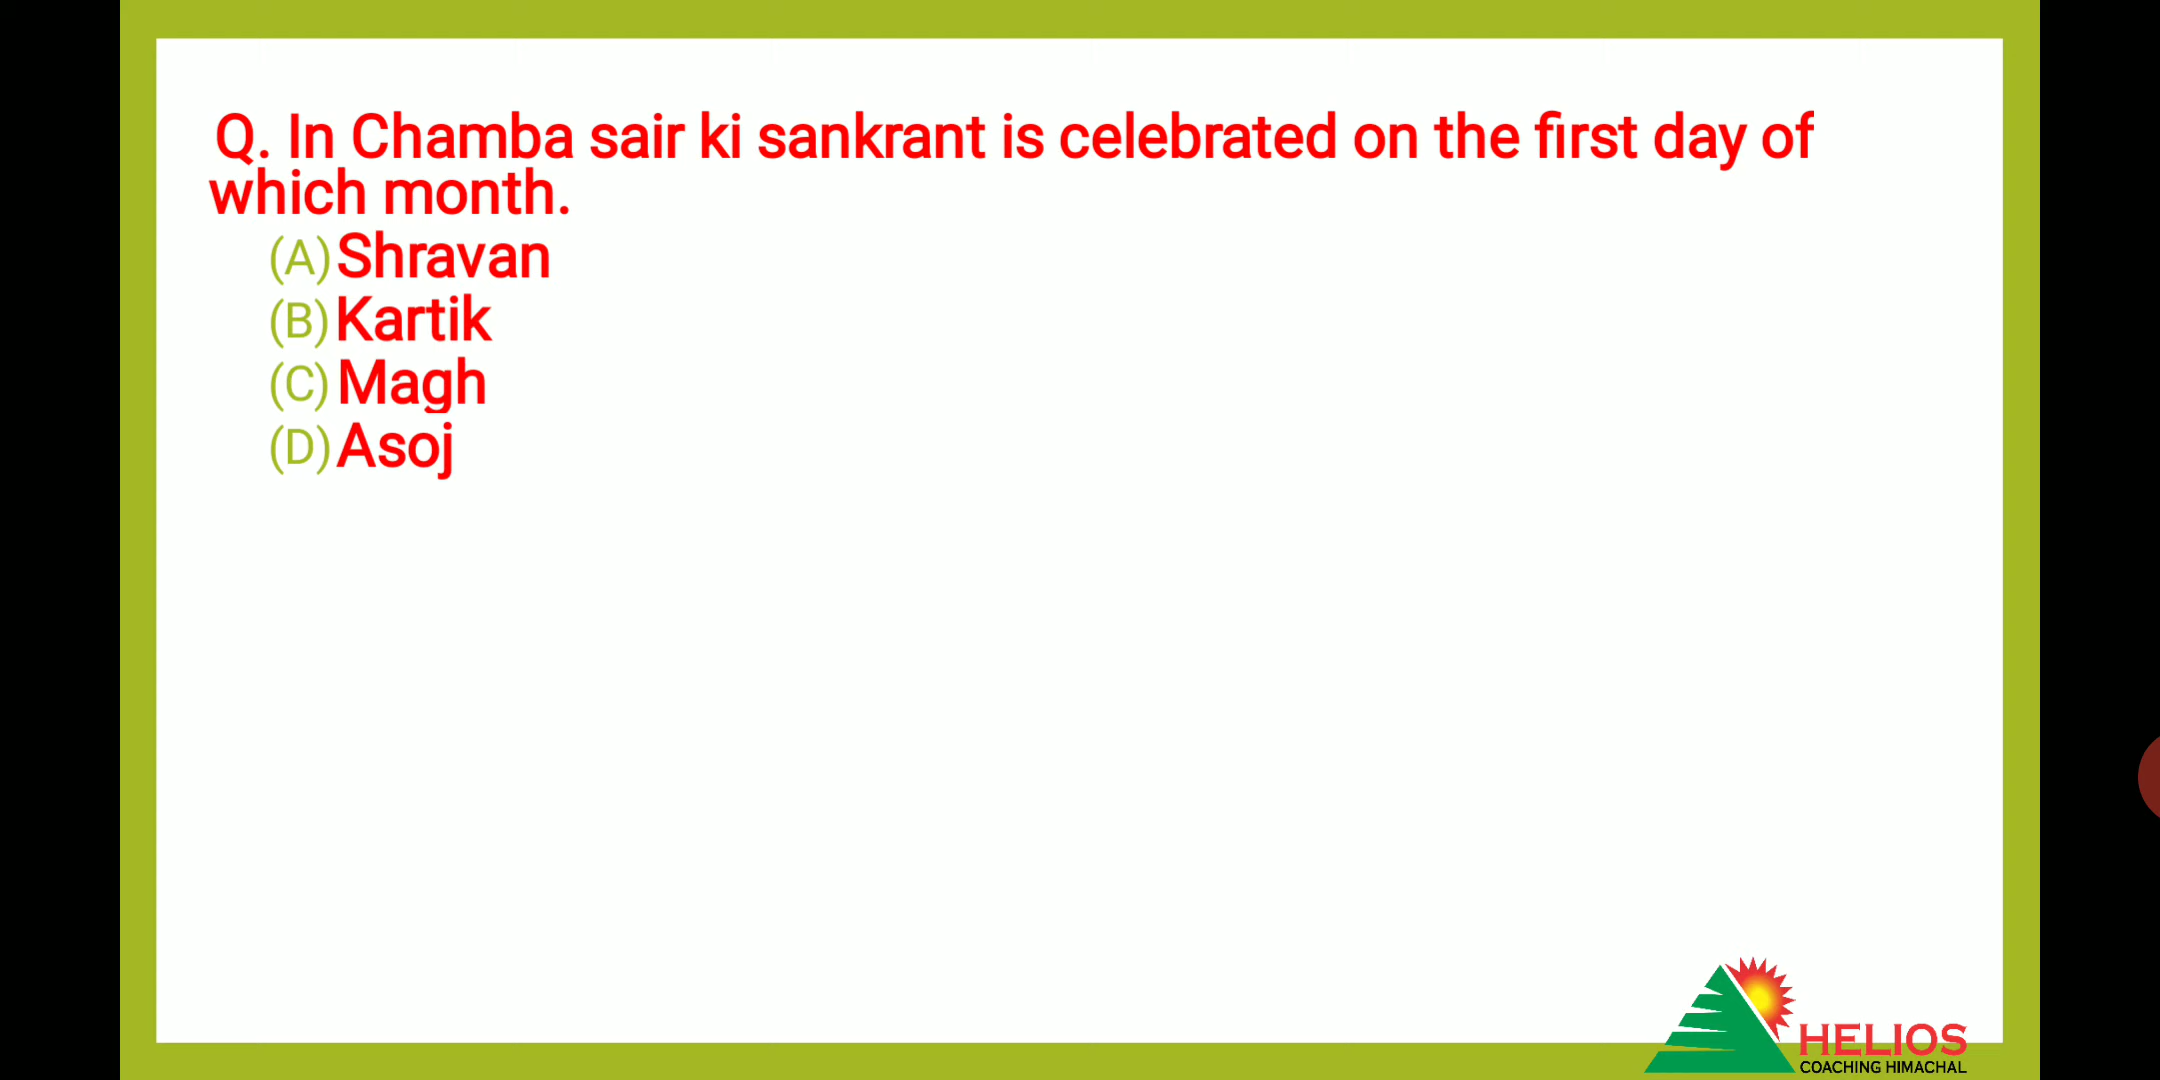 Q. In Chamba sair ki sankrant is celebrated on the first day of
which month.
(A) Shravan
(B) Kartik
(C) Magh
(D) Asoj
HELIOS
COACHING HIMACHAL